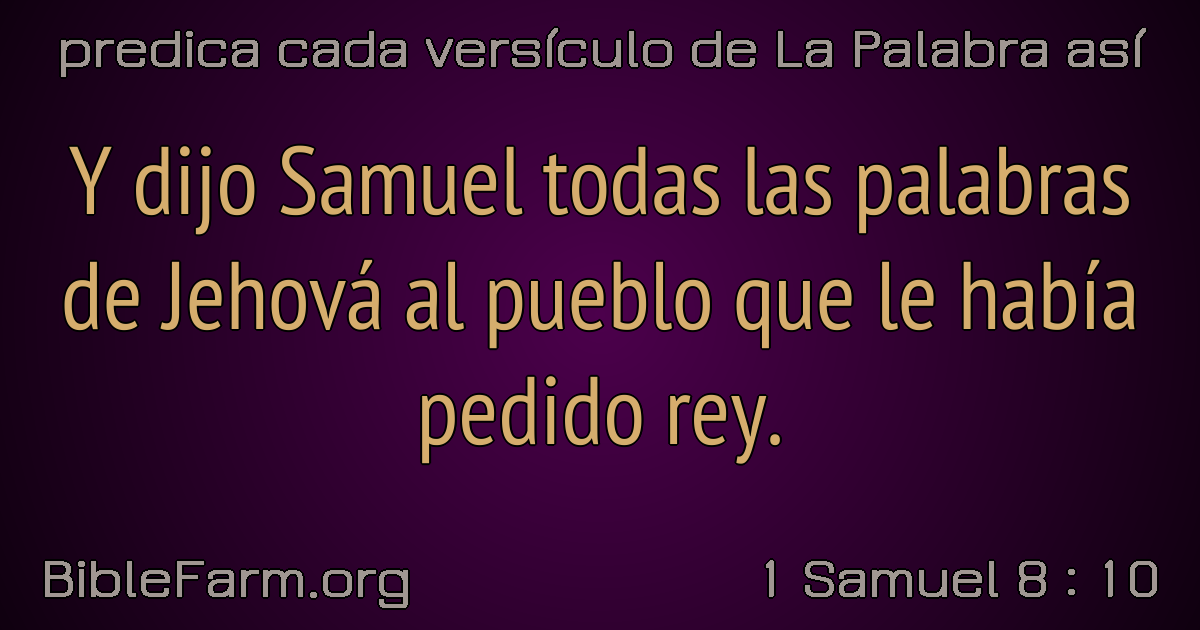 predica cada versículo de La Palabra así
Y dijo Samuel todas las palabras
de Jehová al pueblo que le había
pedido rey.
BibleFarm.org
1 Samuel 8 : 10